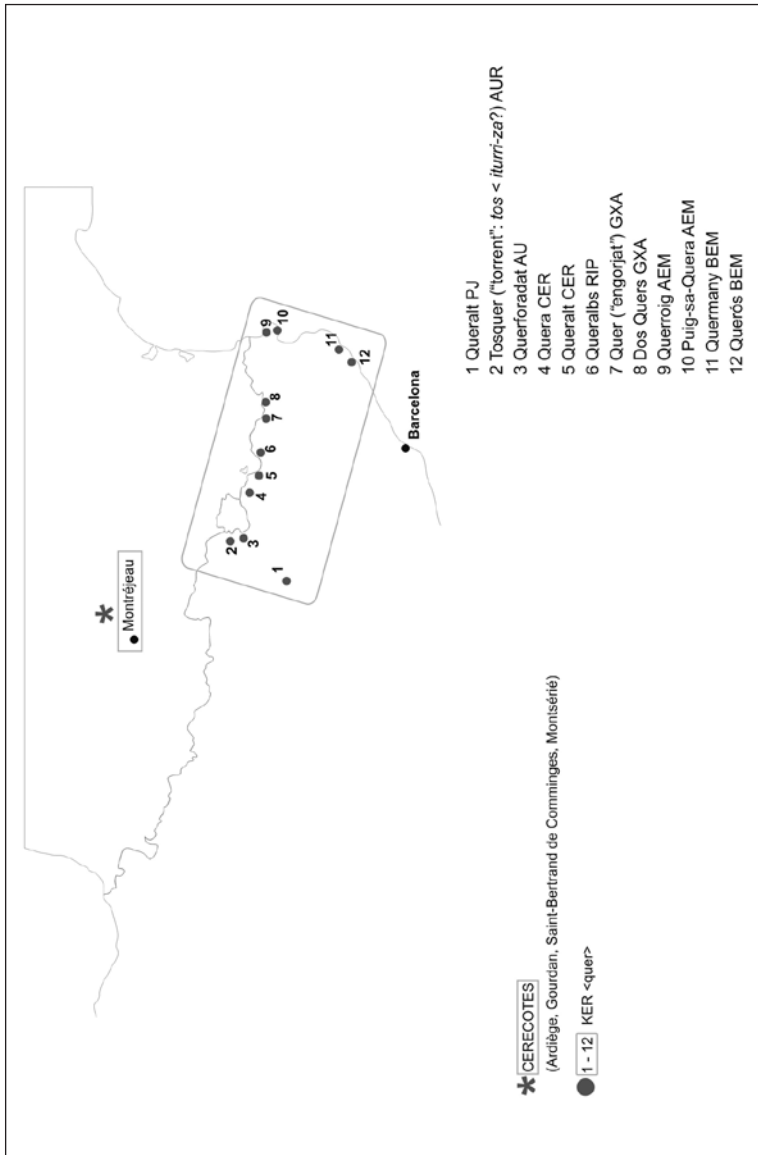 Montréjeau
1
2
3
4
5
6
7
8
9
10
11
12
Barcelona
* CERECOTES
(Ardiège, Gourdan, Saint-Bertrand de Comminges, Montsérié)
1 - 12 KER <quer>
1 Queralt PJ
2 Tosquer ("torrent": tos < iturri-za?) AUR
3 Querforadat AU
4 Quera CER
5 Queralt CER
6 Queralbs RIP
7 Quer ("engorjat") GXA
8 Dos Quers GXA
9 Querroig AEM
10 Puig-sa-Quera AEM
11 Quermany BEM
12 Querós BEM